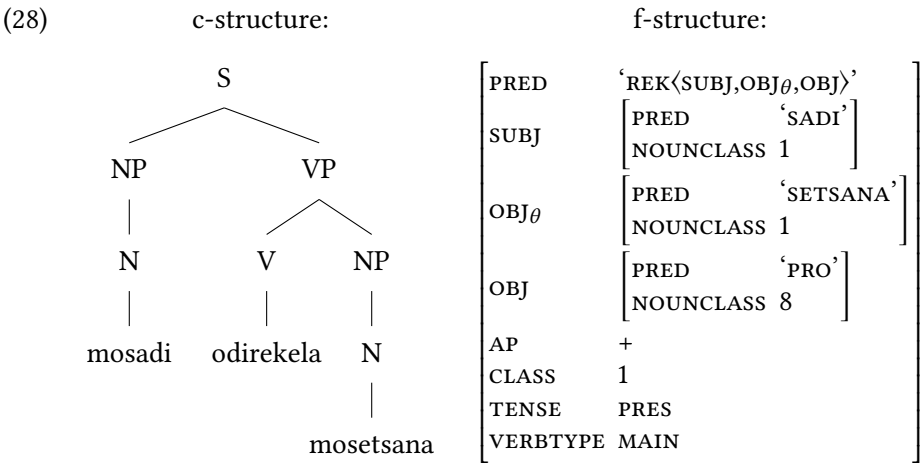 (28) c-structure: f-structure:
S
NP VP
N V NP
mosadi odirekela N
mosetsana
PRED ‘REK⟨SUBJ,OBJθ,OBJ⟩’
SUBJ PRED ‘SADI’
NOUNCLASS 1
OBJθ PRED ‘SETSANA’
NOUNCLASS 1
OBJ PRED ‘PRO’
NOUNCLASS 8
AP +
CLASS 1
TENSE PRES
VERBTYPE MAIN